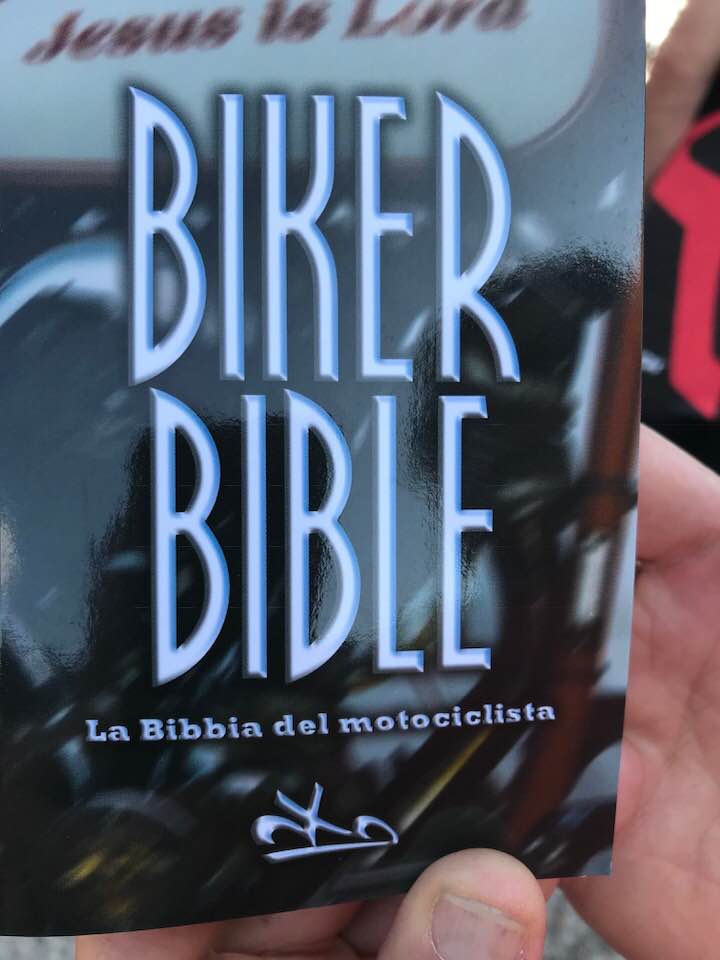 Jesus is Lord
BIKER
BIBLE
La Bibbia del motociclista